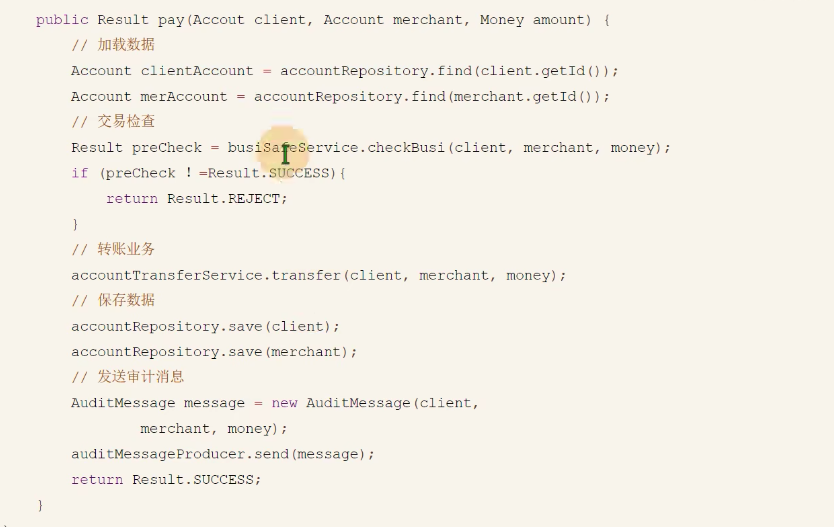 public Result pay(Accout client, Account merchant, Money amount) {
// 加载数据
Account clientAccount = accountRepository.find(client.getId());
Account merAccount = accountRepository.find(merchant.getId());
// 交易检查
Result preCheck = busiSafeService.checkBusi(client, merchant, money);
if (preCheck ！=Result.SUCCESS){
return Result.REJECT;
}
// 转账业务
accountTransferService.transfer(client, merchant, money);
// 保存数据
accountRepository.save(client);
accountRepository.save(merchant);
// 发送审计消息
AuditMessage message = new AuditMessage(client,
merchant, money);
auditMessageProducer.send(message);
return Result.SUCCESS;
}